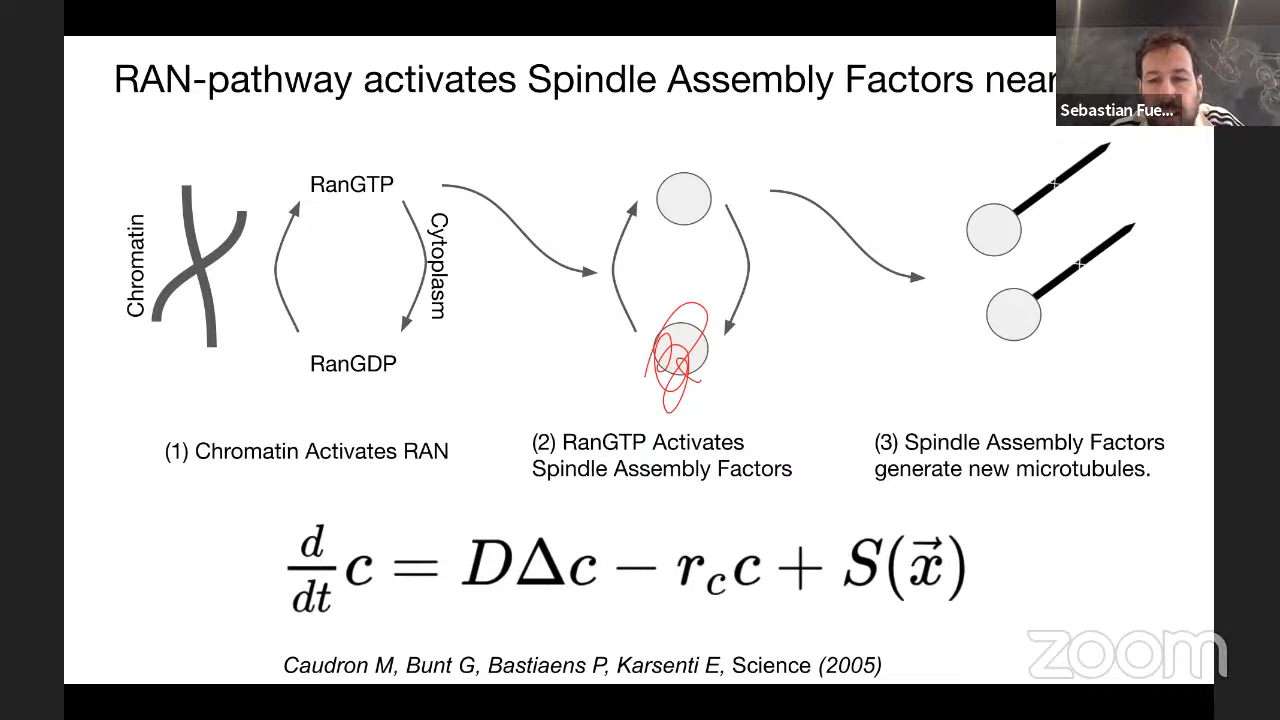 RAN-pathway activates Spindle Assembly Factors near
Sebastian Fue...
RanGTP
Chromatin
Cytoplasm
RanGDP
(1) Chromatin Activates RAN
(2) RanGTP Activates
Spindle Assembly Factors
(3) Spindle Assembly Factors
generate new microtubules.
d/dt c = DΔc − r_c c + S(x⃗)
Caudron M, Bunt G, Bastiaens P, Karsenti E, Science (2005)
zoom